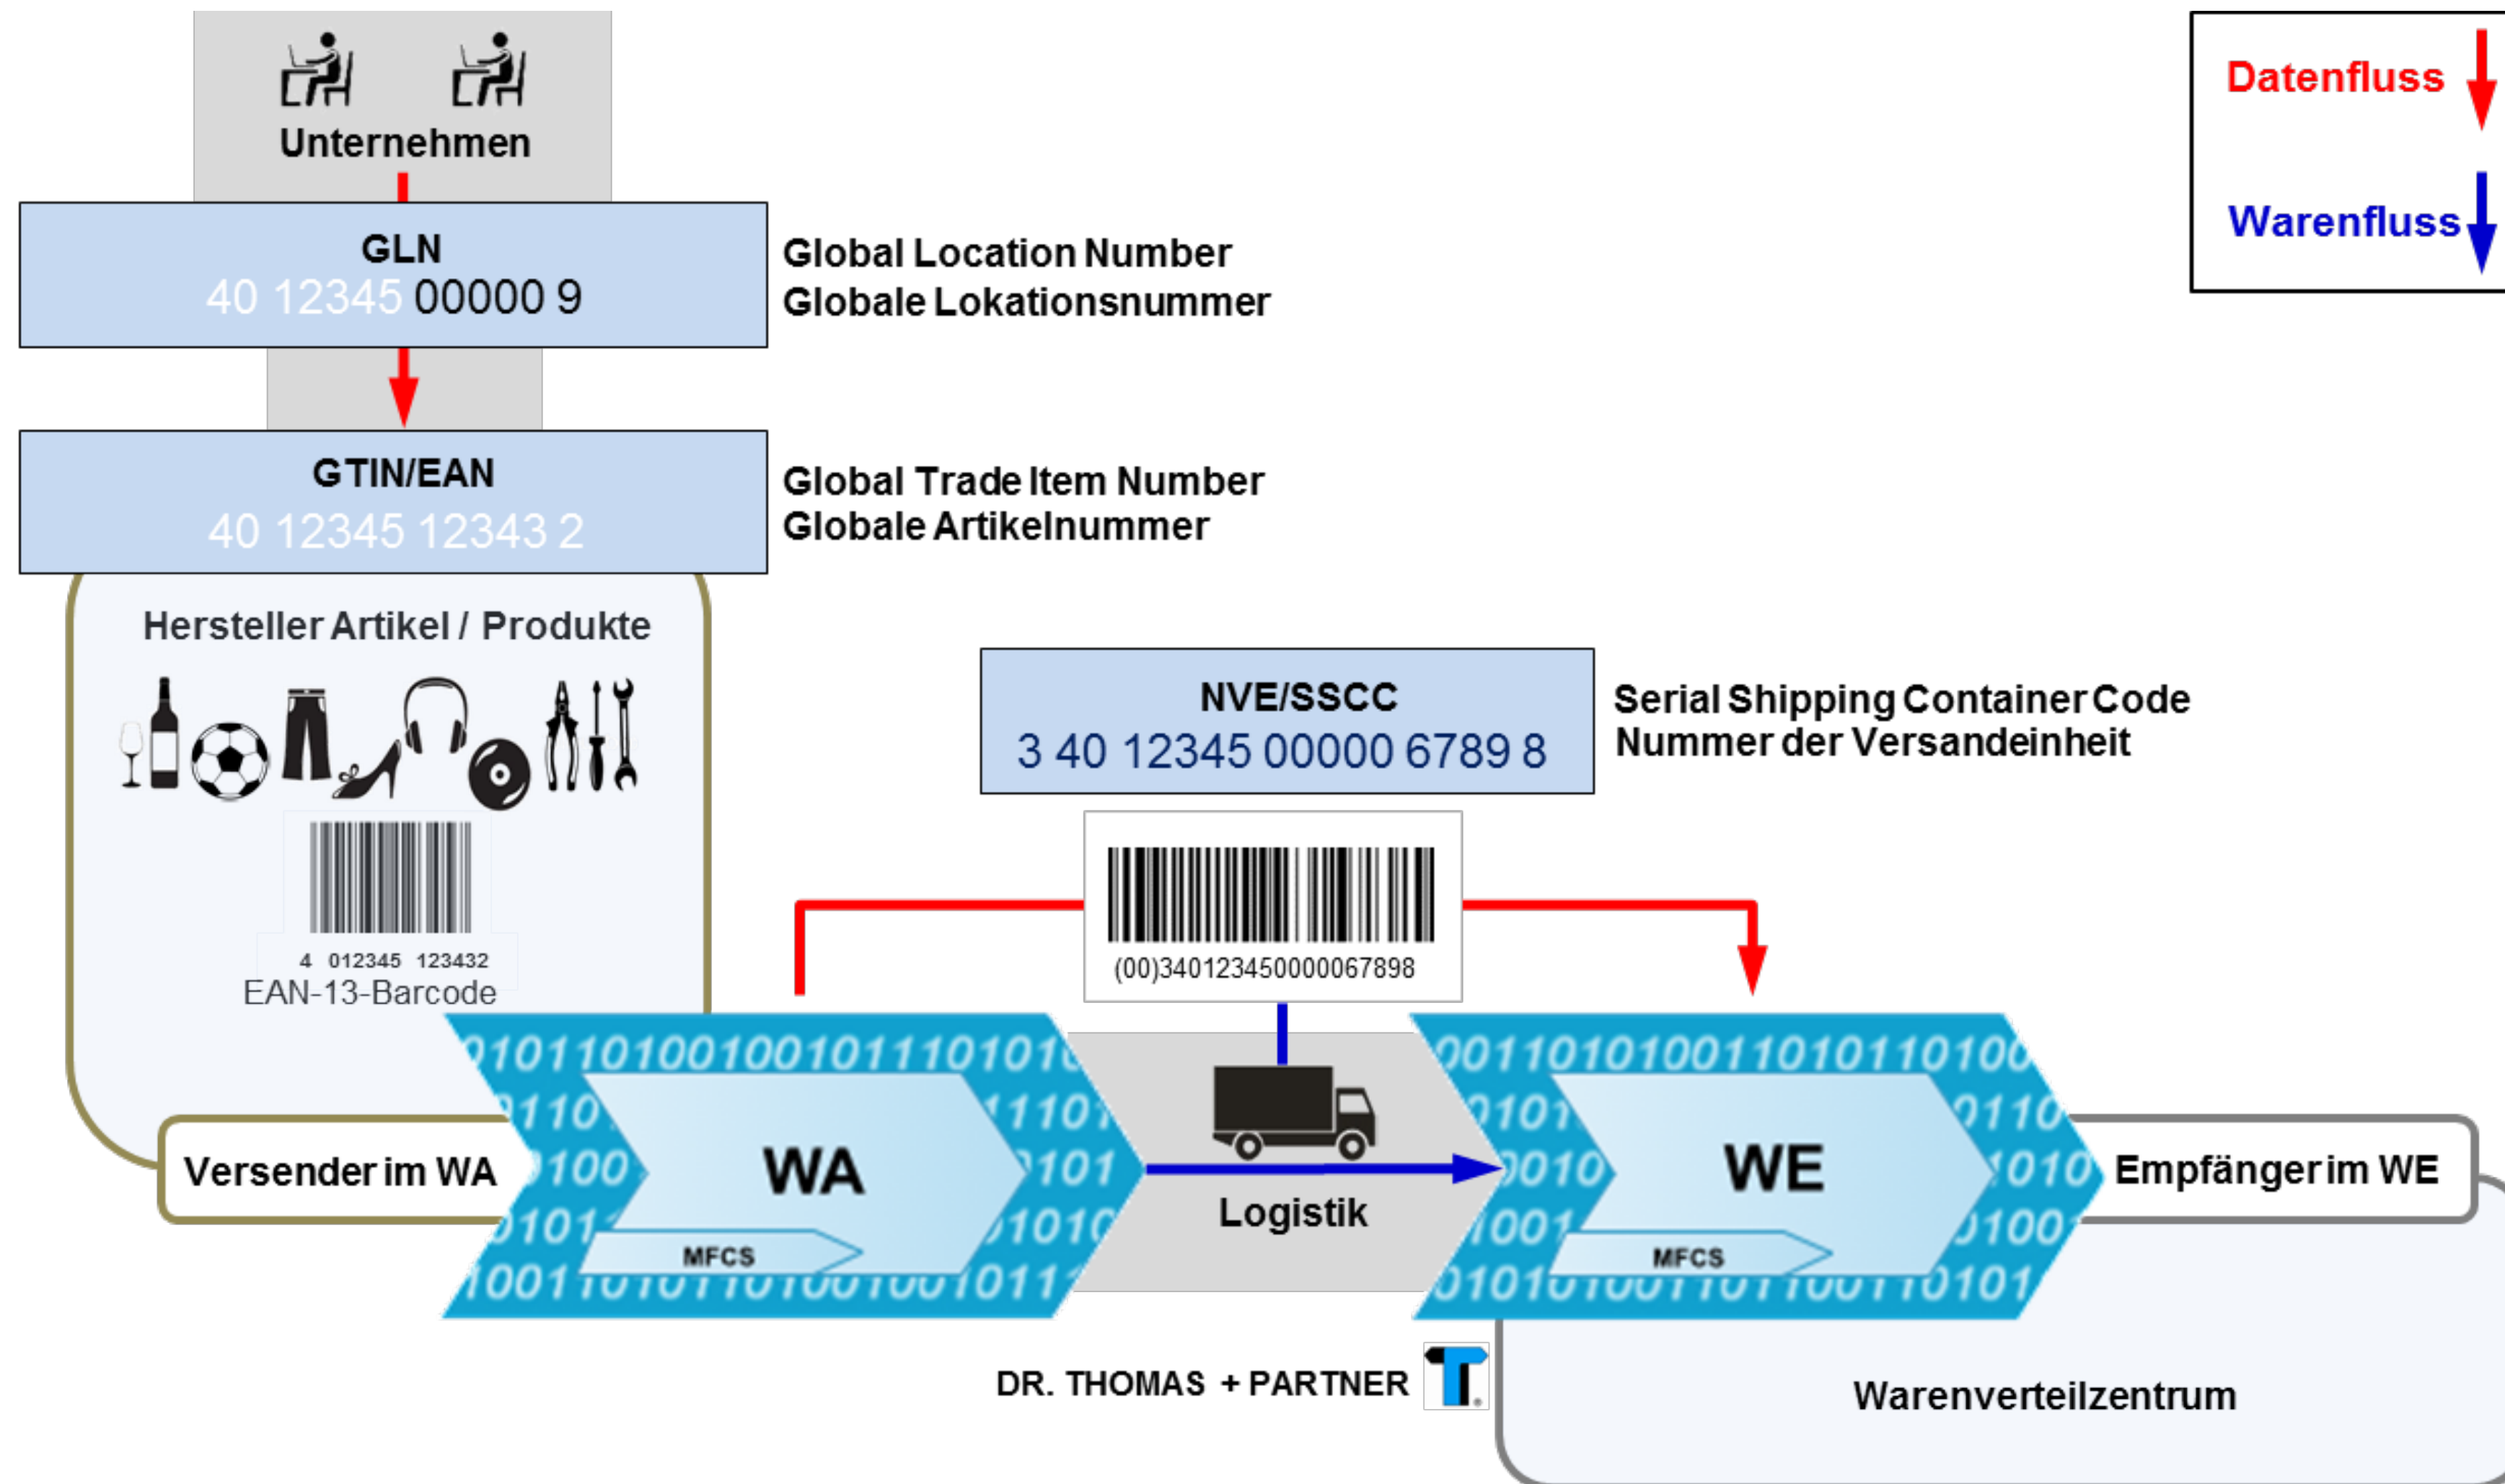 Unternehmen
GLN
40 12345 00000 9
Global Location Number
Globale Lokationsnummer
Datenfluss
Warenfluss
GTIN/EAN
40 12345 12343 2
Global Trade Item Number
Globale Artikelnummer
Hersteller Artikel / Produkte
4 012345 123432
EAN-13-Barcode
NVE/SSCC
3 40 12345 00000 6789 8
Serial Shipping Container Code
Nummer der Versandeinheit
(00)340123450000067898
Versender im WA
WA
MFCS
Logistik
WE
MFCS
Empfänger im WE
DR. THOMAS + PARTNER
Warenverteilzentrum